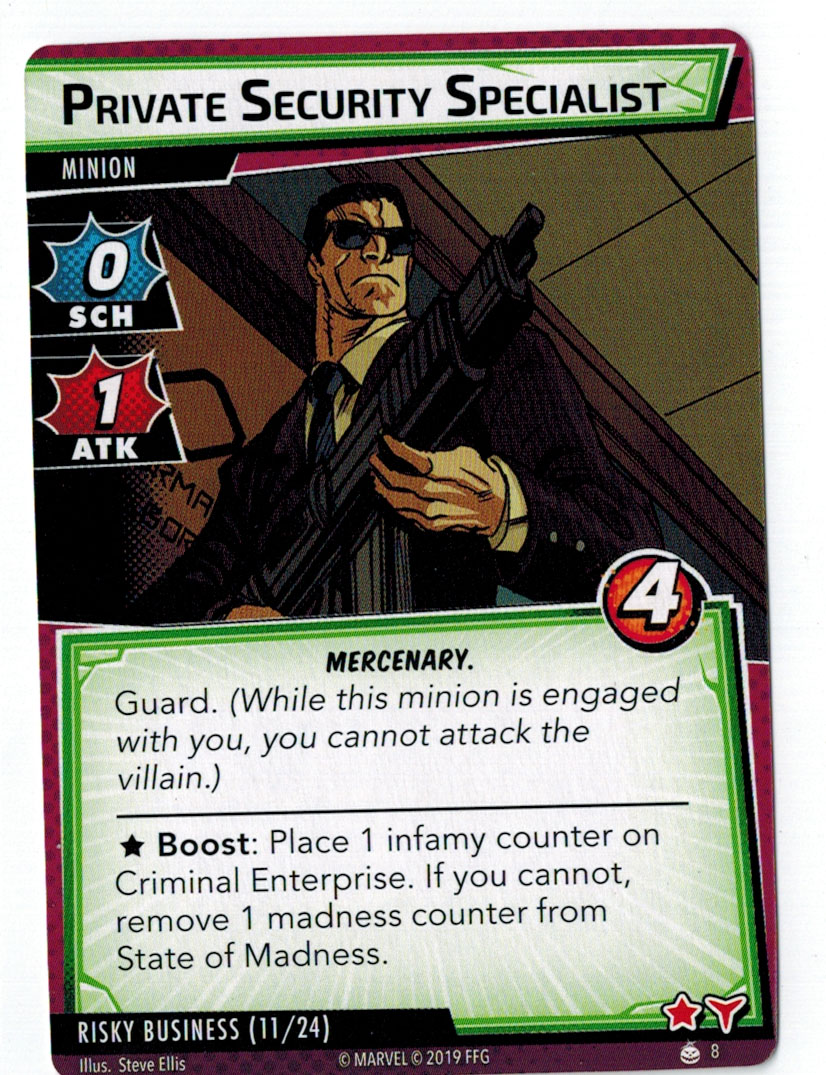 PRIVATE SECURITY SPECIALIST
MINION
0
SCH
1
ATK
RMA
4
MERCENARY.
Guard. (While this minion is engaged
with you, you cannot attack the
villain.)
★ Boost: Place 1 infamy counter on
Criminal Enterprise. If you cannot,
remove 1 madness counter from
State of Madness.
RISKY BUSINESS (11/24)
Illus. Steve Ellis
© MARVEL © 2019 FFG
8